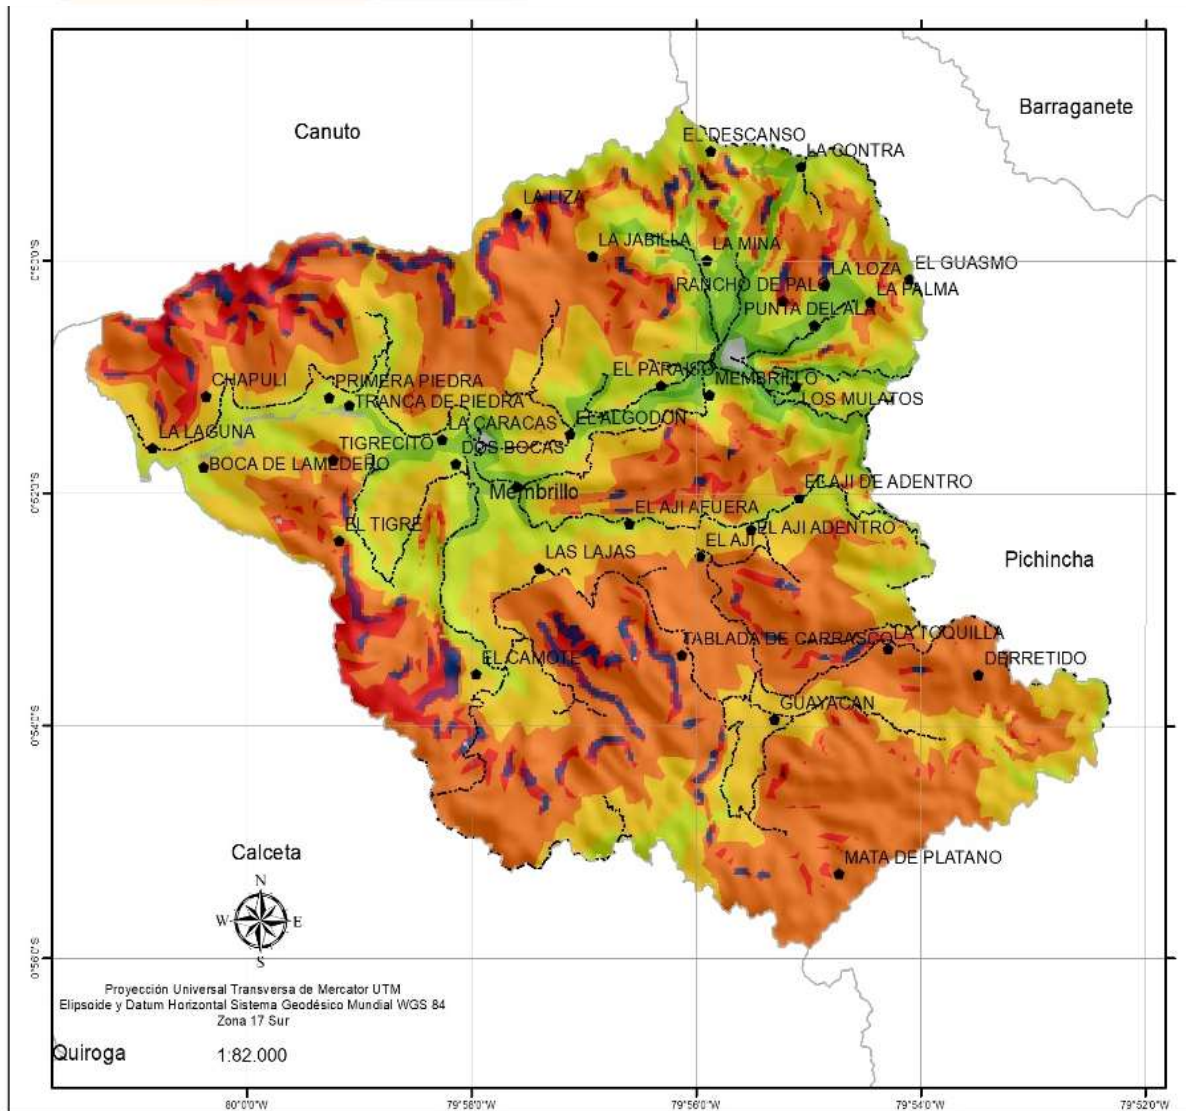 Barraganete
Canuto
EL DESCANSO
LA CONTRA
LA LIZA
LA JABILLA
LA MINA
LA LOZA
EL GUASMO
RANCHO DE PALO
LA PALMA
PUNTA DEL ALA
EL PARAISO
MEMBRILLO
CHAPULI
PRIMERA PIEDRA
TRANCA DE PIEDRA
LOS MULATOS
LA CARACAS
EL ALGODON
LA LAGUNA
TIGRECITO
DOS BOCAS
BOCA DE LAMEDERO
Membrillo
EL AJI DE ADENTRO
EL AJI AFUERA
EL AJI ADENTRO
EL TIGRE
EL AJI
LAS LAJAS
Pichincha
TABLADA DE CARRASCO
LA TOQUILLA
EL CAMOTE
DERRETIDO
GUAYACAN
Calceta
MATA DE PLATANO
N
W
E
S
Proyección Universal Transversa de Mercator UTM
Elipsoide y Datum Horizontal Sistema Geodésico Mundial WGS 84
Zona 17 Sur
Quiroga
1:82.000
0°54'0"S
0°56'0"S
80°0'0"W
79°58'0"W
79°56'0"W
79°54'0"W
79°52'0"W